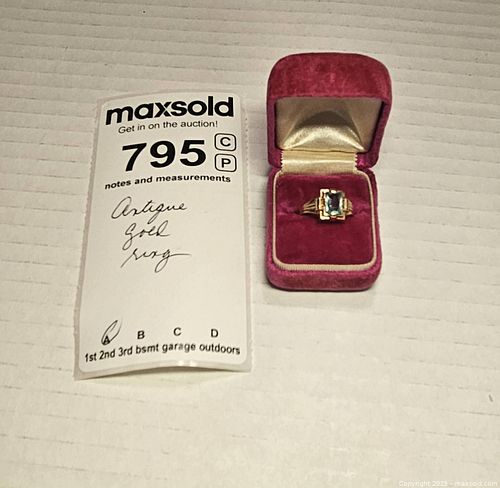 maxsold
Get in on the auction!
795 C
P
notes and measurements
Antique
gold
ring
A B C D
1st 2nd 3rd bsmt garage outdoors
Copyright 2025 - maxsold.com